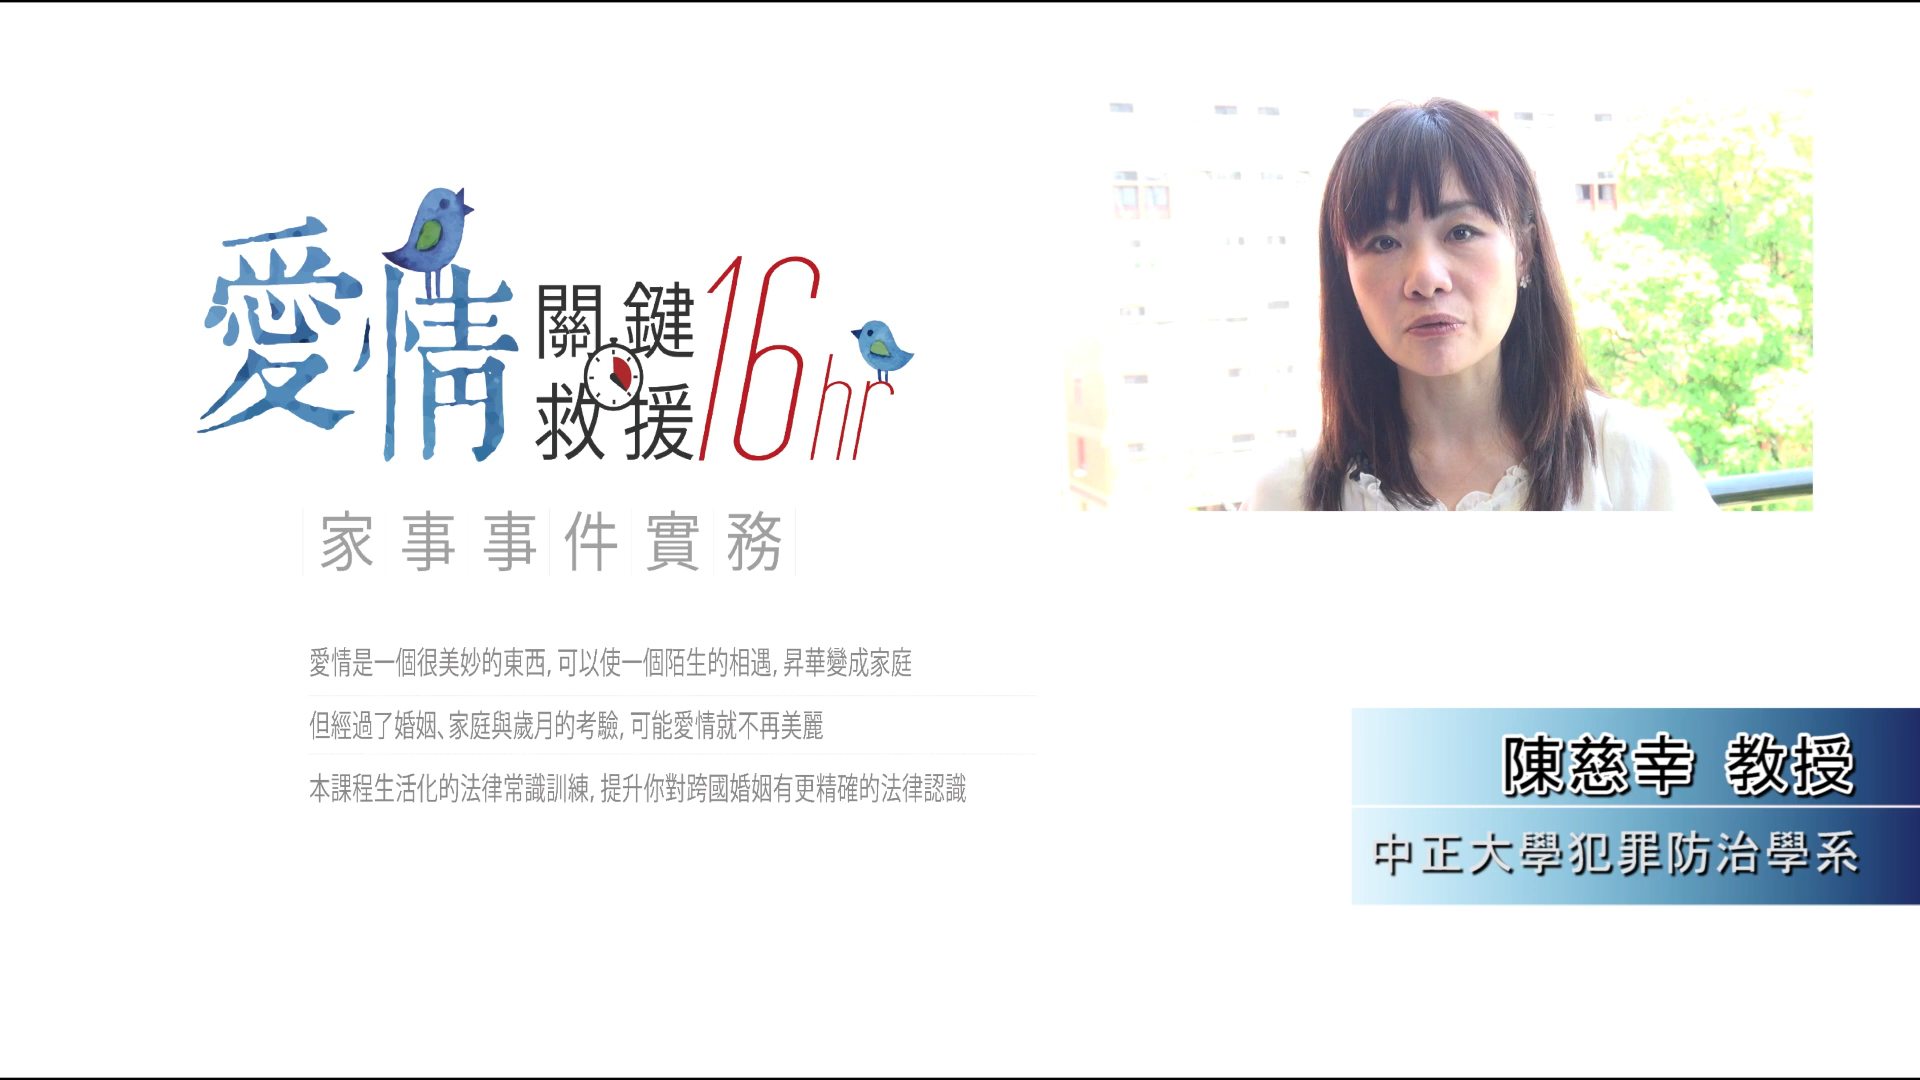 愛情
關鍵
救援
16hr
家事事件實務
愛情是一個很美妙的東西, 可以使一個陌生的相遇, 昇華變成家庭
但經過了婚姻、家庭與歲月的考驗, 可能愛情就不再美麗
本課程生活化的法律常識訓練, 提升你對跨國婚姻有更精確的法律認識
陳慈幸 教授
中正大學犯罪防治學系